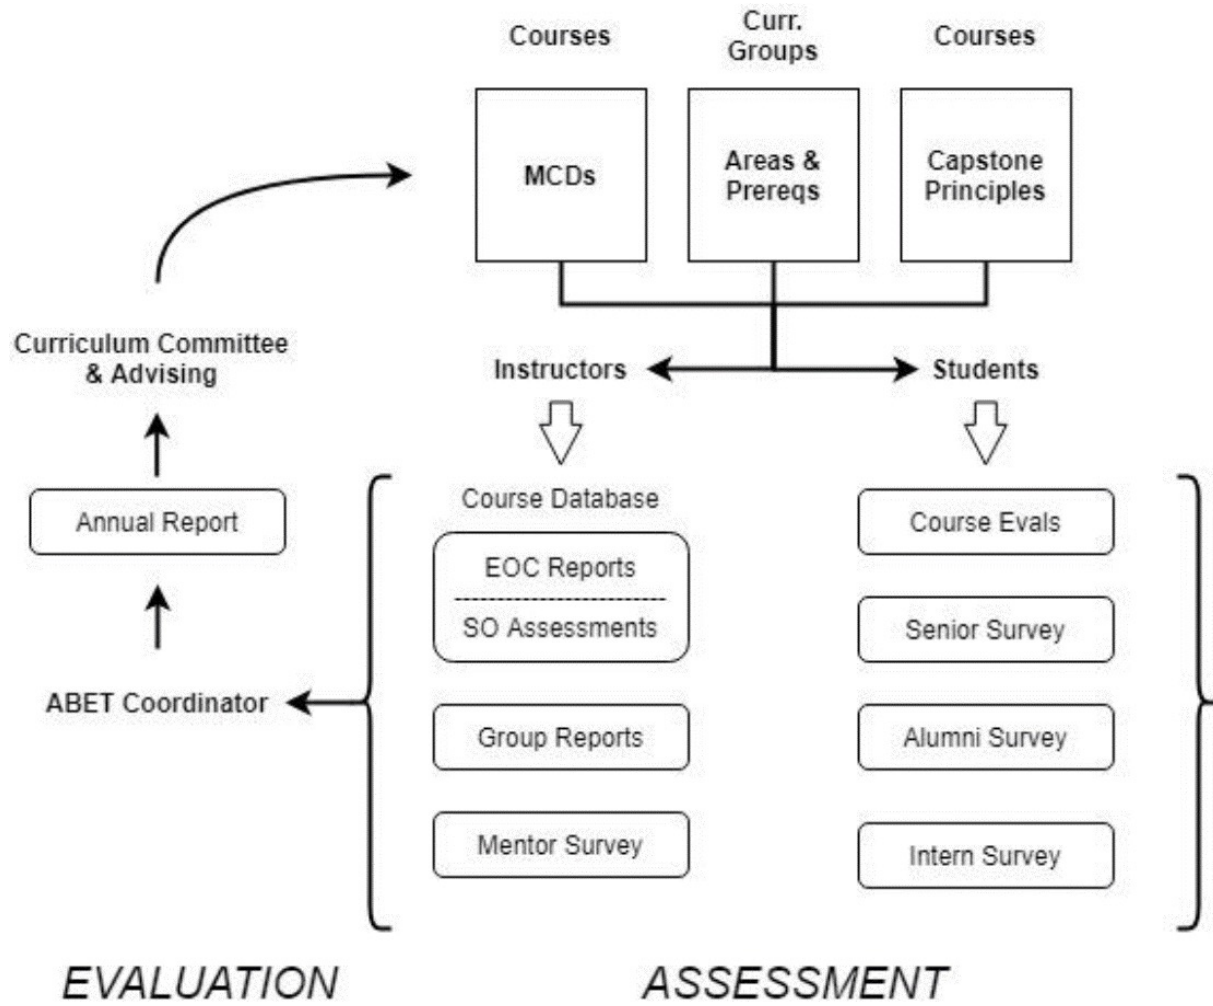 Courses
Curr.
Groups
Courses
MCDs
Areas &
Prereqs
Capstone
Principles
Curriculum Committee
& Advising
Instructors
Students
Annual Report
Course Database
EOC Reports
SO Assessments
Course Evals
Senior Survey
ABET Coordinator
Group Reports
Alumni Survey
Mentor Survey
Intern Survey
EVALUATION
ASSESSMENT